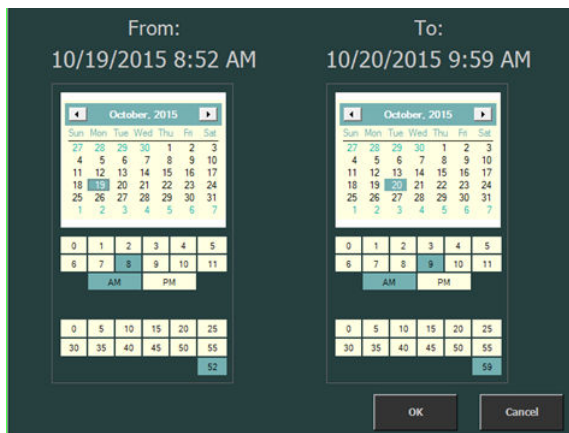 From:
10/19/2015 8:52 AM
October, 2015
Sun Mon Tue Wed Thu Fri Sat
27 28 29 30 1 2 3
4 5 6 7 8 9 10
11 12 13 14 15 16 17
18 19 20 21 22 23 24
25 26 27 28 29 30 31
1 2 3 4 5 6 7
0 1 2 3 4 5
6 7 8 9 10 11
AM PM
0 5 10 15 20 25
30 35 40 45 50 55
52
To:
10/20/2015 9:59 AM
October, 2015
Sun Mon Tue Wed Thu Fri Sat
27 28 29 30 1 2 3
4 5 6 7 8 9 10
11 12 13 14 15 16 17
18 19 20 21 22 23 24
25 26 27 28 29 30 31
1 2 3 4 5 6 7
0 1 2 3 4 5
6 7 8 9 10 11
AM PM
0 5 10 15 20 25
30 35 40 45 50 55
59
OK Cancel